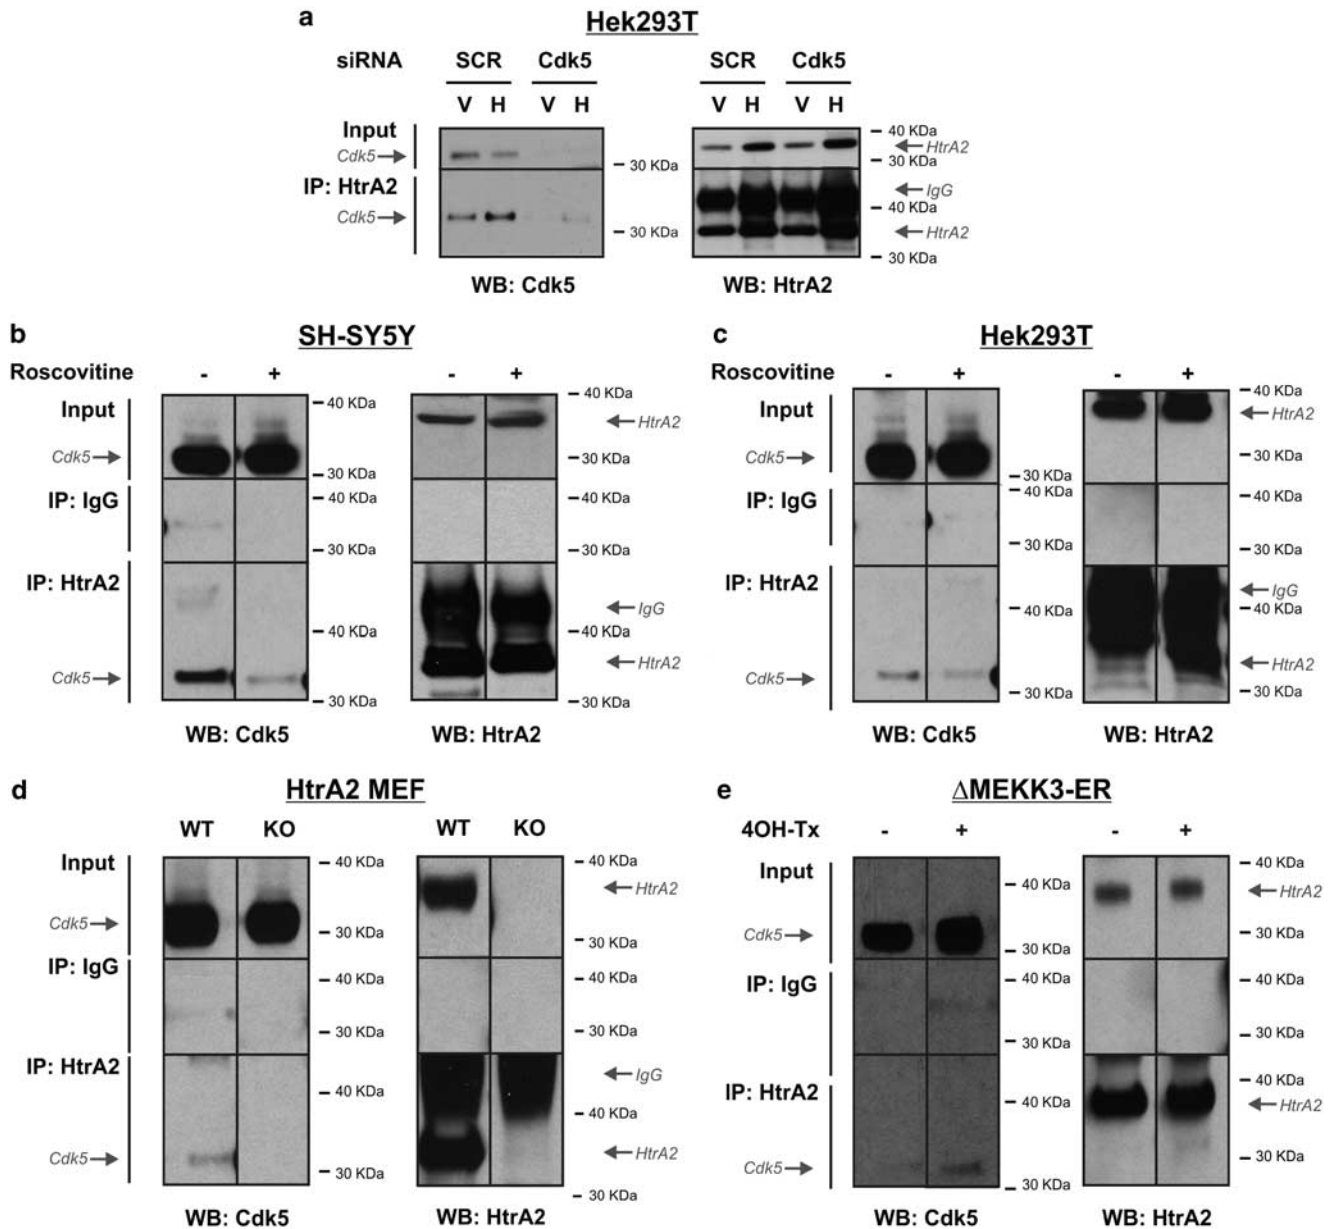 a
Hek293T
siRNA SCR Cdk5 SCR Cdk5
V H V H V H V H
Input
Cdk5
30 KDa
40 KDa
HtrA2
30 KDa
IP: HtrA2
Cdk5
30 KDa
IgG
40 KDa
HtrA2
30 KDa
WB: Cdk5 WB: HtrA2
b
SH-SY5Y
Roscovitine - + - +
Input
Cdk5
40 KDa
30 KDa
40 KDa
HtrA2
30 KDa
IP: IgG
40 KDa
30 KDa
40 KDa
30 KDa
IP: HtrA2
Cdk5
40 KDa
30 KDa
IgG
40 KDa
HtrA2
30 KDa
WB: Cdk5 WB: HtrA2
c
Hek293T
Roscovitine - + - +
Input
Cdk5
30 KDa
40 KDa
HtrA2
30 KDa
IP: IgG
40 KDa
30 KDa
40 KDa
30 KDa
IP: HtrA2
Cdk5
40 KDa
30 KDa
IgG
40 KDa
HtrA2
30 KDa
WB: Cdk5 WB: HtrA2
d
HtrA2 MEF
WT KO WT KO
Input
Cdk5
40 KDa
30 KDa
40 KDa
HtrA2
30 KDa
IP: IgG
40 KDa
30 KDa
40 KDa
30 KDa
IP: HtrA2
Cdk5
40 KDa
30 KDa
IgG
40 KDa
HtrA2
30 KDa
WB: Cdk5 WB: HtrA2
e
ΔMEKK3-ER
4OH-Tx - + - +
Input
Cdk5
40 KDa
30 KDa
40 KDa
HtrA2
30 KDa
IP: IgG
40 KDa
30 KDa
40 KDa
30 KDa
IP: HtrA2
Cdk5
40 KDa
30 KDa
40 KDa
HtrA2
30 KDa
WB: Cdk5 WB: HtrA2